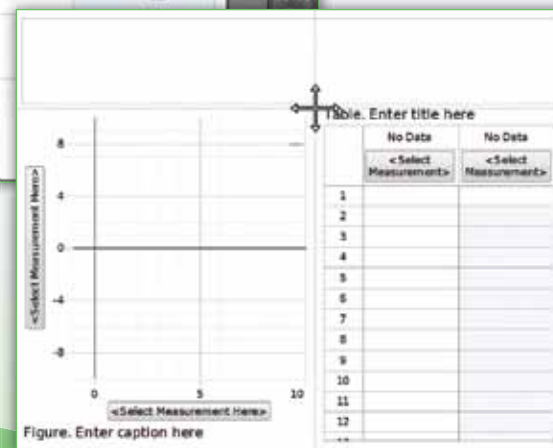 Table. Enter title here
No Data No Data
<Select Measurement> <Select Measurement>
1
2
3
4
5
6
7
8
9
10
11
12
<Select Measurement Here>
8
4
0
-4
-8
0 5 10
<Select Measurement Here>
Figure. Enter caption here